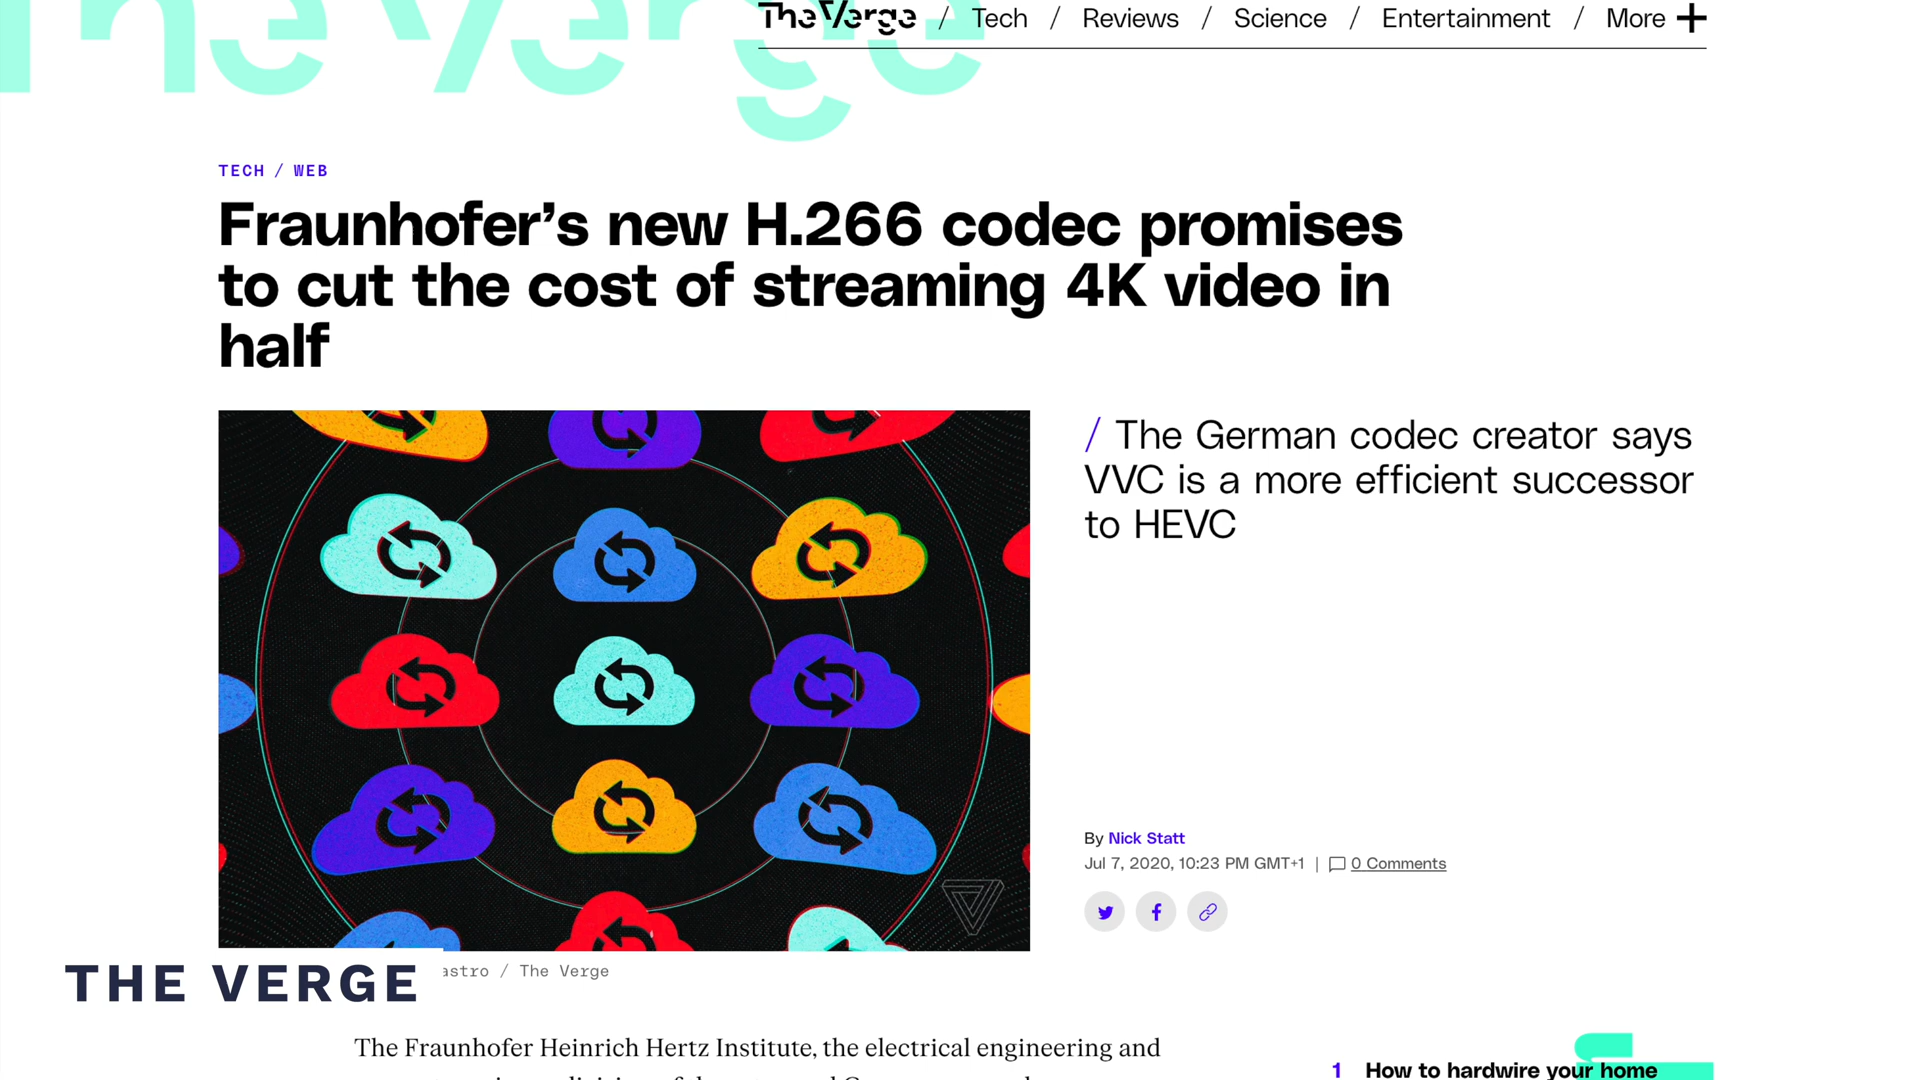 The Verge
The Verge / Tech / Reviews / Science / Entertainment / More +
TECH / WEB
Fraunhofer’s new H.266 codec promises
to cut the cost of streaming 4K video in
half
/ The German codec creator says
VVC is a more efficient successor
to HEVC
By Nick Statt
Jul 7, 2020, 10:23 PM GMT+1 | 0 Comments
THE VERGE
/ The Verge
The Fraunhofer Heinrich Hertz Institute, the electrical engineering and
1 How to hardwire your home